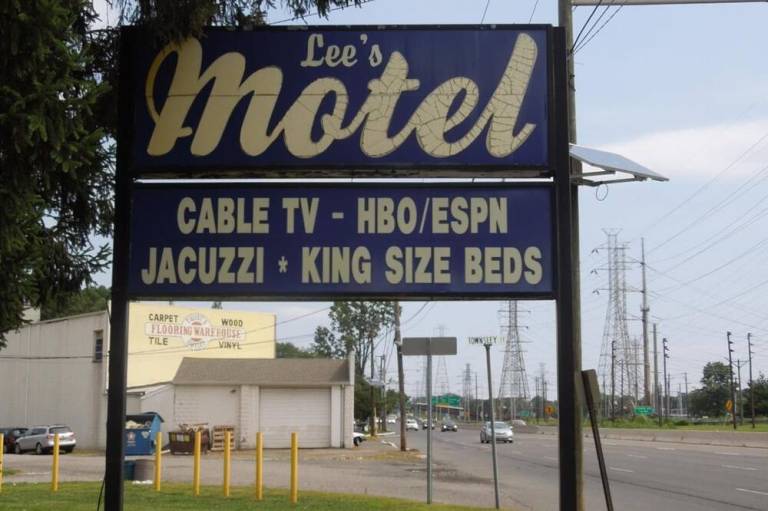 Lee's
Motel
CABLE TV - HBO/ESPN
JACUZZI * KING SIZE BEDS
CARPET WOOD
FLOORING WAREHOUSE
TILE VINYL